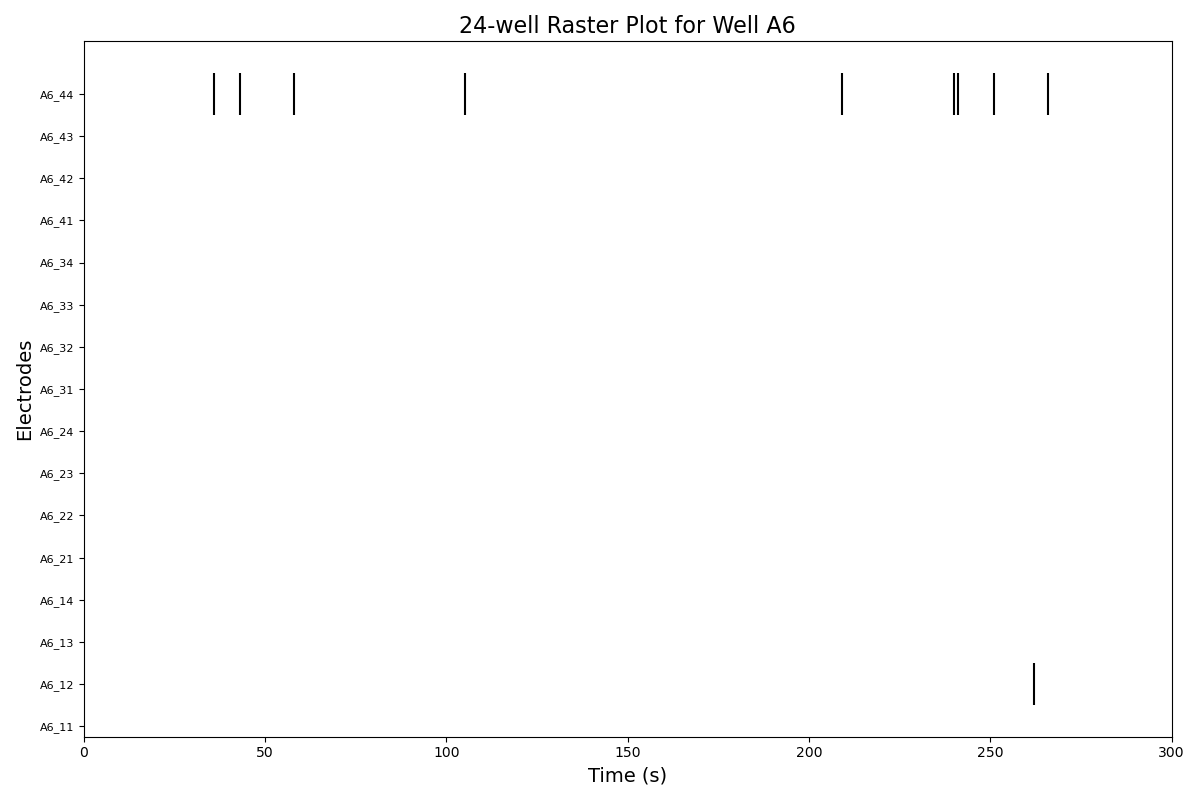 24-well Raster Plot for Well A6
Electrodes
A6_44
A6_43
A6_42
A6_41
A6_34
A6_33
A6_32
A6_31
A6_24
A6_23
A6_22
A6_21
A6_14
A6_13
A6_12
A6_11
0 50 100 150 200 250 300
Time (s)